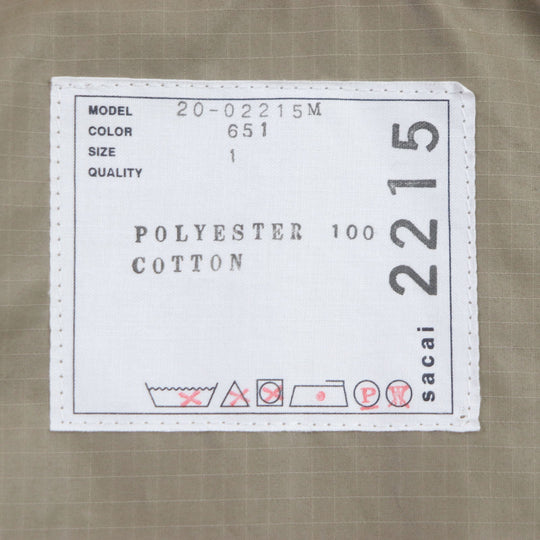 MODEL 20-02215M
COLOR 651
SIZE 1
QUALITY
POLYESTER 100
COTTON
P W
sacai 2215